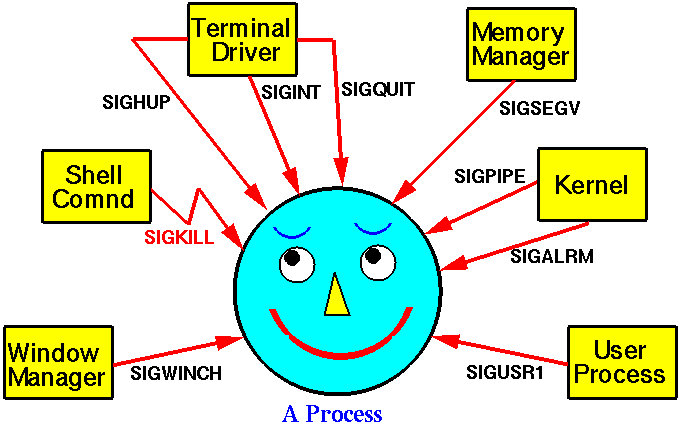 Terminal
Driver
Memory
Manager
SIGHUP
SIGINT
SIGQUIT
SIGSEGV
Shell
Comnd
SIGPIPE
Kernel
SIGKILL
SIGALRM
Window
Manager
SIGWINCH
SIGUSR1
User
Process
A Process